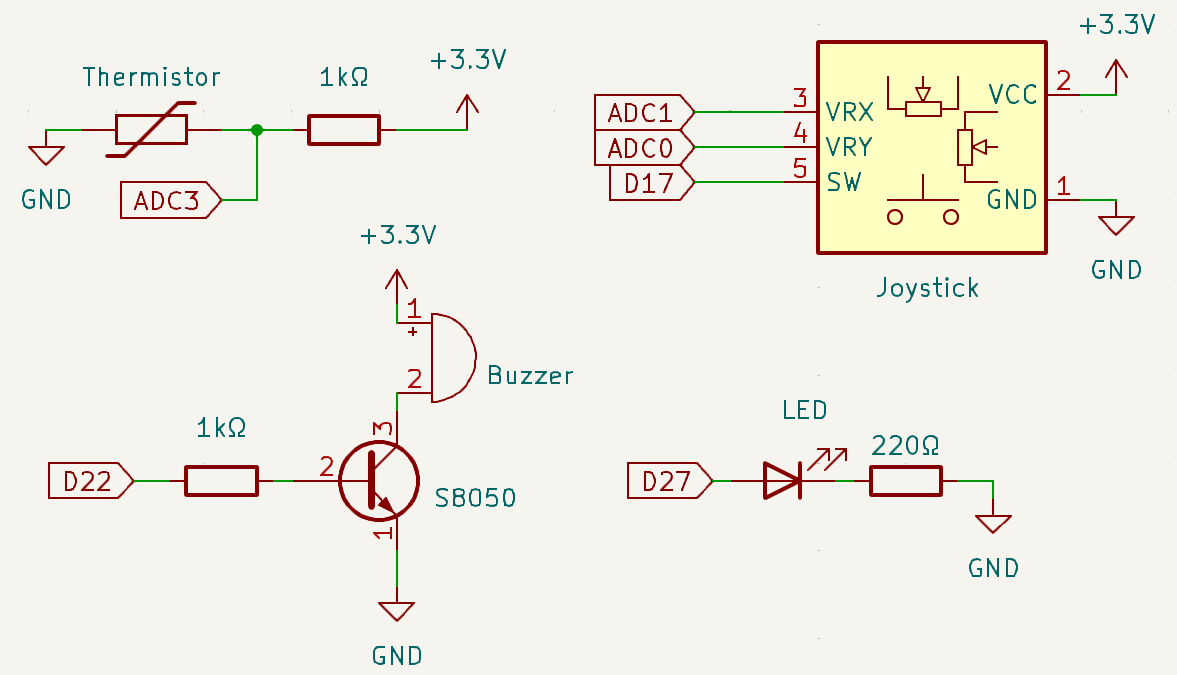 Thermistor
1kΩ
+3.3V
GND
ADC3
+3.3V
ADC1
ADC0
D17
3
4
5
VRX
VRY
SW
VCC
GND
2
1
GND
Joystick
+3.3V
1
+
2
Buzzer
D22
1kΩ
2
3
1
S8050
GND
D27
LED
220Ω
GND